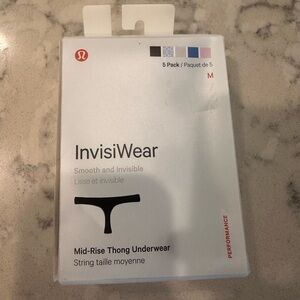 5 Pack / Paquet de 5
M
InvisiWear
Smooth and Invisible
Lisse et invisible
Mid-Rise Thong Underwear
String taille moyenne
PERFORMANCE